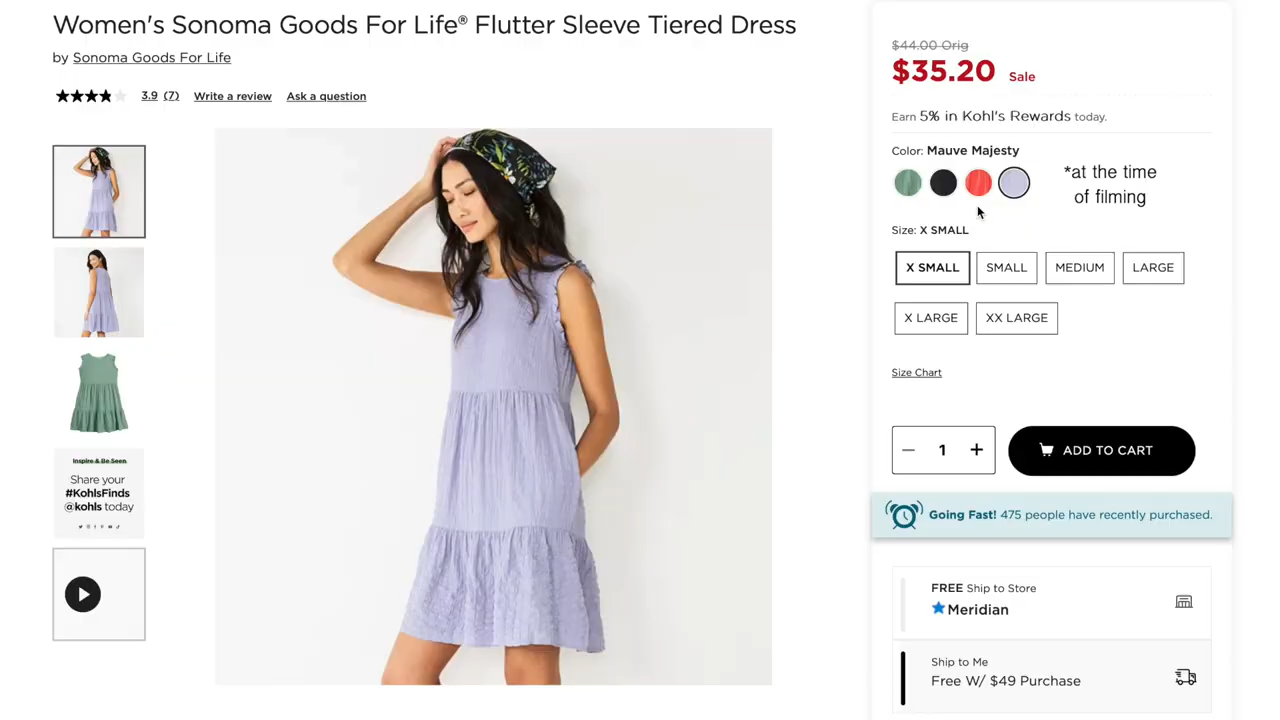 Women's Sonoma Goods For Life® Flutter Sleeve Tiered Dress
by Sonoma Goods For Life
3.9 (7) Write a review Ask a question
Inspire & Be Seen
Share your
#KohlsFinds
@kohls today
$44.00 Orig
$35.20 Sale
Earn 5% in Kohl's Rewards today.
Color: Mauve Majesty
*at the time
of filming
Size: X SMALL
X SMALL SMALL MEDIUM LARGE
X LARGE XX LARGE
Size Chart
— 1 + ADD TO CART
Going Fast! 475 people have recently purchased.
FREE Ship to Store
Meridian
Ship to Me
Free W/ $49 Purchase